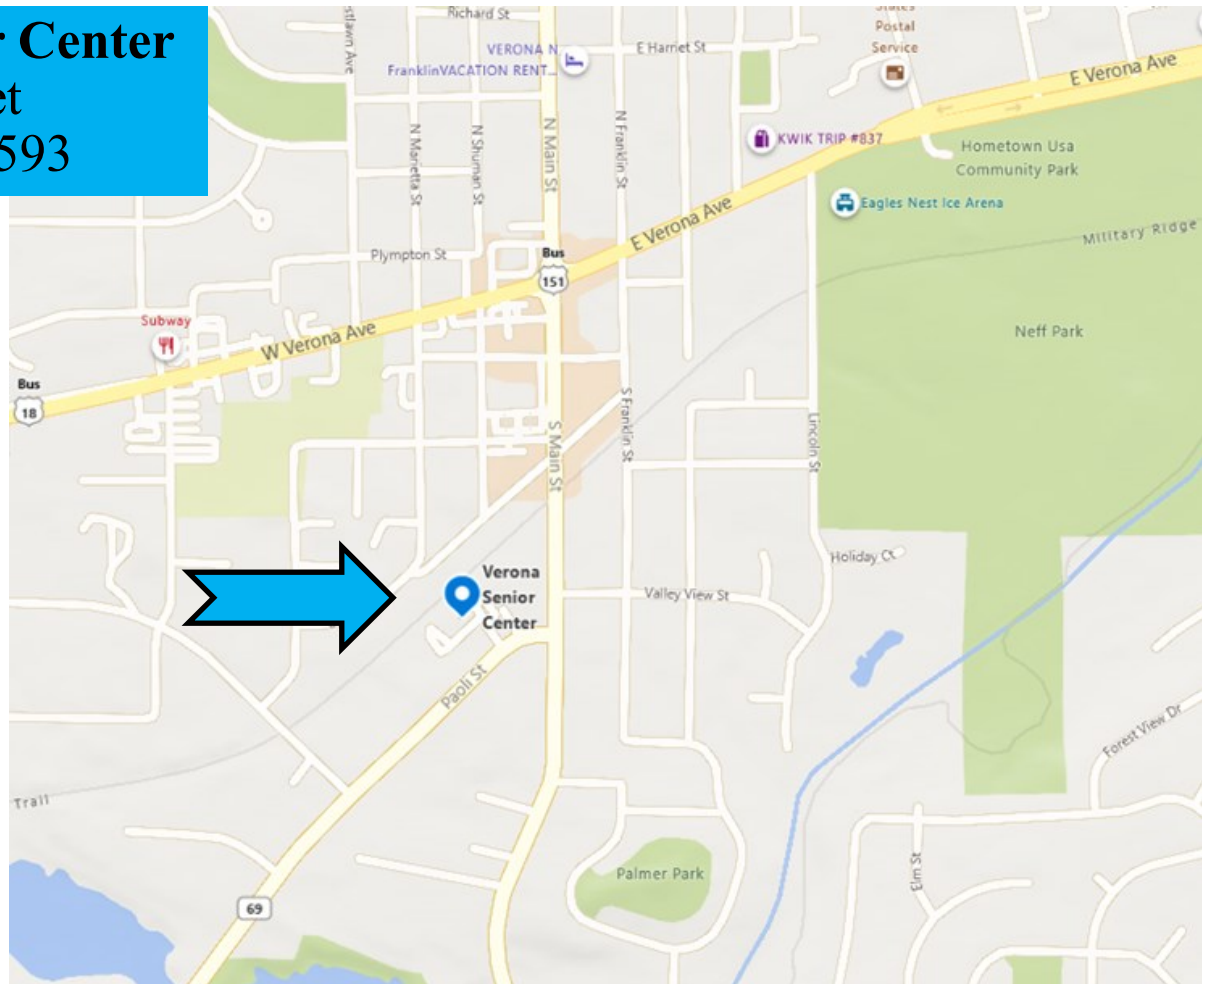 r Center
et
593
Richard St
Postal
Service
VERONA N
FranklinVACATION RENT...
E Harriet St
E Verona Ave
N Marietta St
N Shuman St
N Main St
N Franklin St
KWIK TRIP #837
Hometown Usa
Community Park
Eagles Nest Ice Arena
E Verona Ave
Military Ridge
Plympton St
Bus
151
Subway
W Verona Ave
Neff Park
Bus
18
S Main St
S Franklin St
Lincoln St
Holiday Ct
Verona
Senior
Center
Valley View St
Paoli St
Forest View Dr
Trail
Elm St
Palmer Park
69